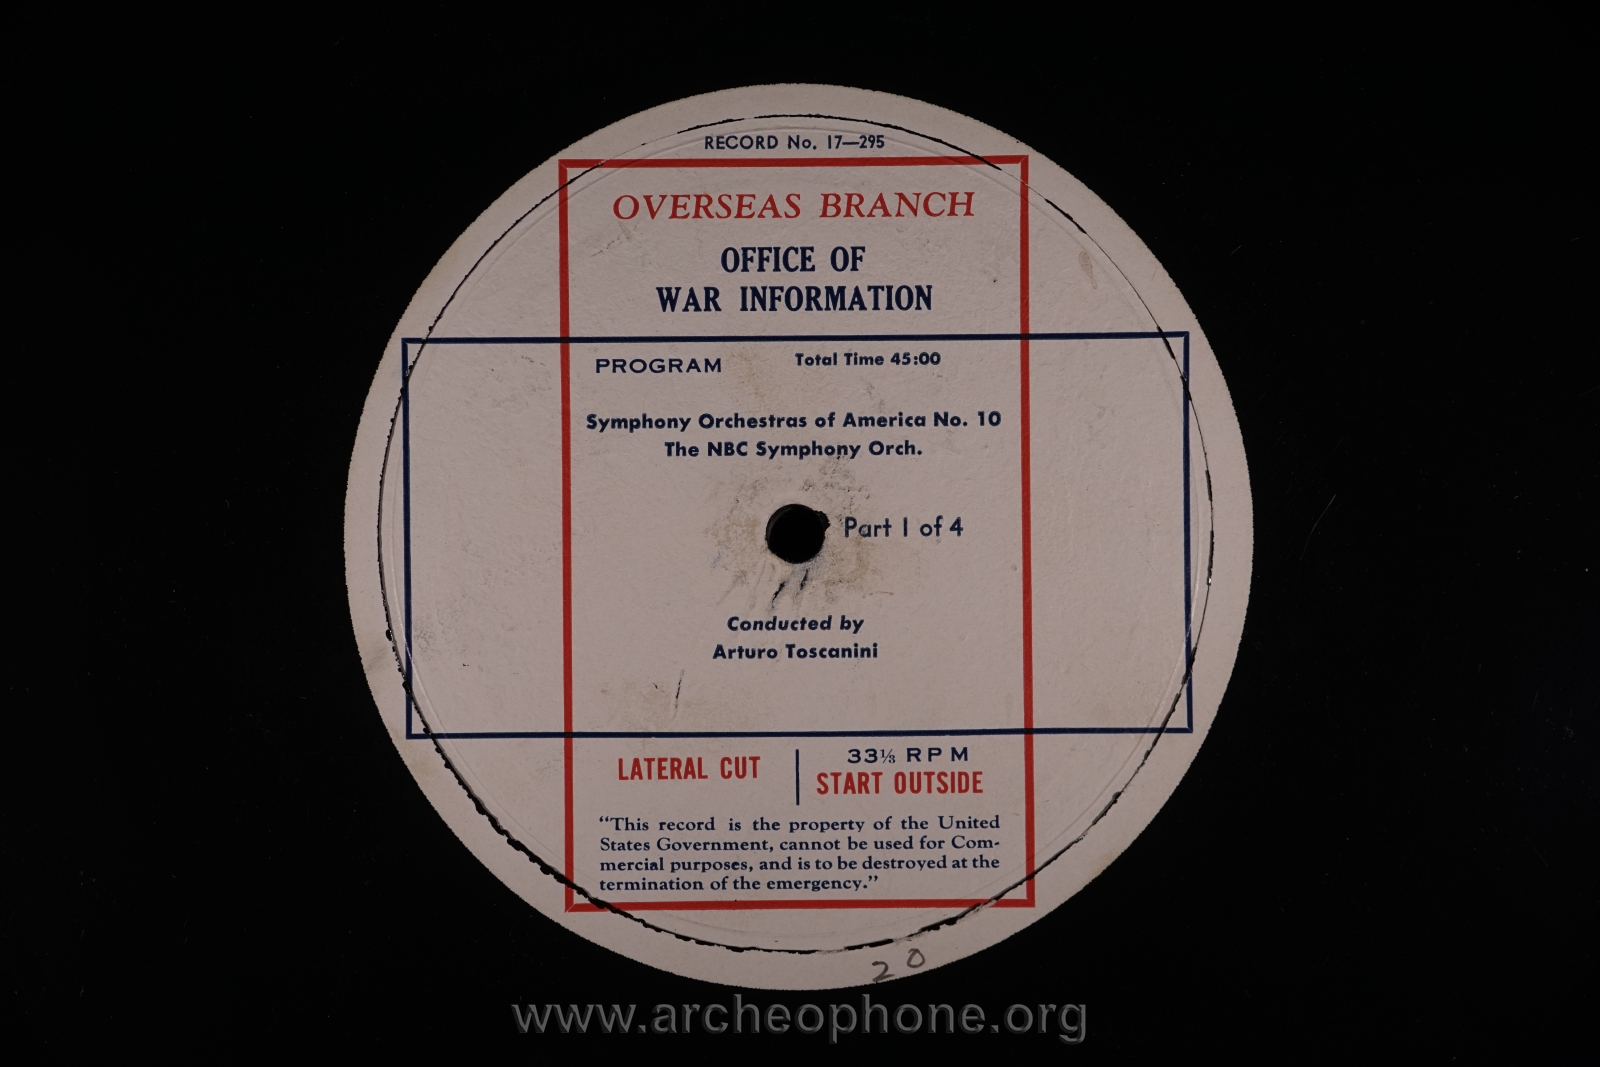 RECORD No. 17—295
OVERSEAS BRANCH
OFFICE OF
WAR INFORMATION
PROGRAM
Total Time 45:00
Symphony Orchestras of America No. 10
The NBC Symphony Orch.
Part 1 of 4
Conducted by
Arturo Toscanini
LATERAL CUT
33⅓ RPM
START OUTSIDE
"This record is the property of the United
States Government, cannot be used for Com-
mercial purposes, and is to be destroyed at the
termination of the emergency."
20
www.archeophone.org